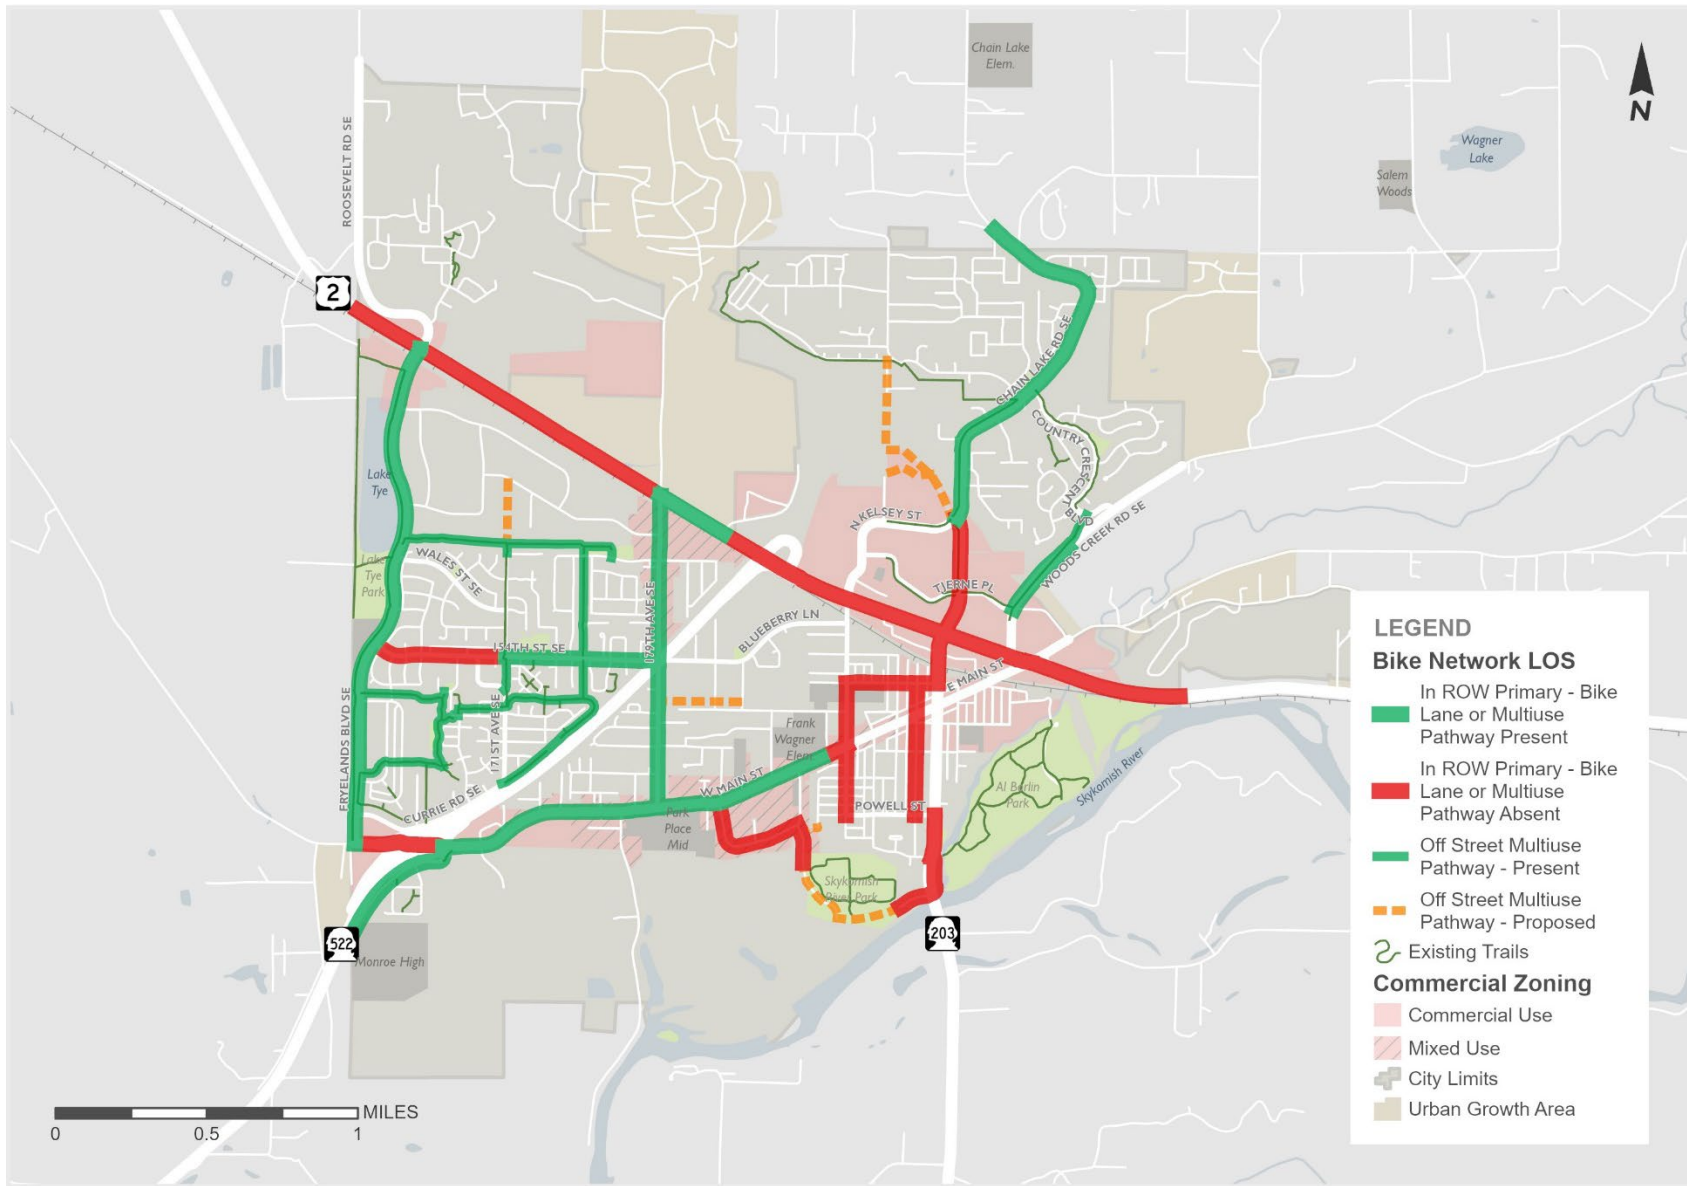 Chain Lake
Elem.
N
Wagner
Lake
Salem
Woods
ROOSEVELT RD SE
2
CHAIN LAKE RD SE
COUNTRY CRESCENT
BLVD
WOODS CREEK RD SE
Lake
Tye
N KELSEY ST
Lake
Tye
Park
WALES ST SE
TJERNE PL
179TH AVE SE
BLUEBERRY LN
154TH ST SE
E MAIN ST
FRYELANDS BLVD SE
171ST AVE SE
Frank
Wagner
Elem
W MAIN ST
CURRIE RD SE
Park
Place
Mid
POWELL ST
Al Borlin
Park
Skykomish River
Skykomish
River Park
522
203
Monroe High
LEGEND
Bike Network LOS
In ROW Primary - Bike
Lane or Multiuse
Pathway Present
In ROW Primary - Bike
Lane or Multiuse
Pathway Absent
Off Street Multiuse
Pathway - Present
Off Street Multiuse
Pathway - Proposed
Existing Trails
Commercial Zoning
Commercial Use
Mixed Use
City Limits
Urban Growth Area
MILES
0 0.5 1